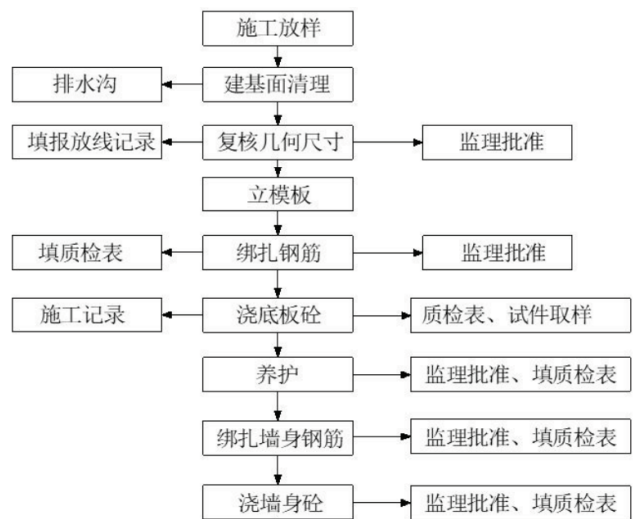 施工放样
排水沟
建基面清理
填报放线记录
复核几何尺寸
监理批准
立模板
填质检表
绑扎钢筋
监理批准
施工记录
浇底板砼
质检表、试件取样
养护
监理批准、填质检表
绑扎墙身钢筋
监理批准、填质检表
浇墙身砼
监理批准、填质检表